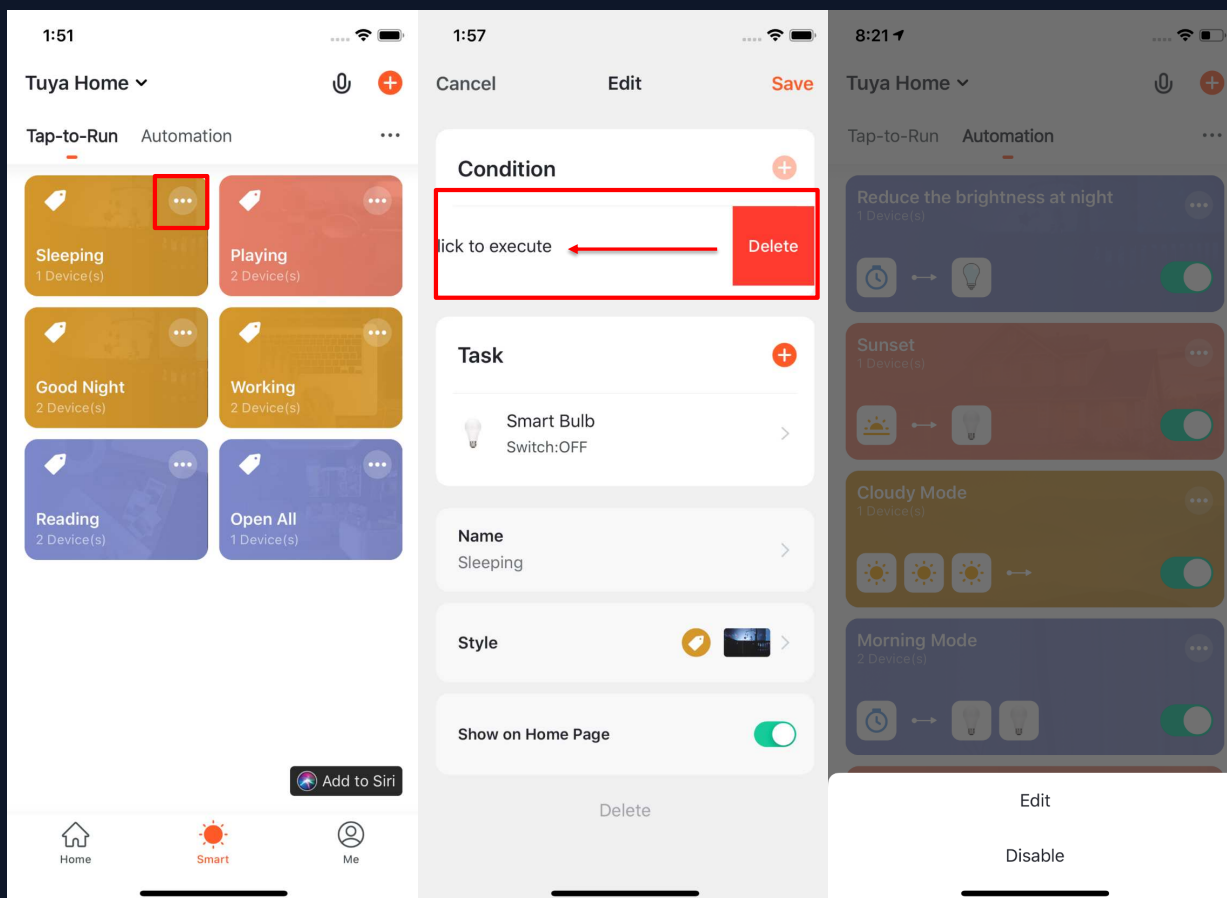 1:51
Tuya Home
Tap-to-Run Automation
Sleeping
1 Device(s)
Playing
2 Device(s)
Good Night
2 Device(s)
Working
2 Device(s)
Reading
2 Device(s)
Open All
1 Device(s)
Add to Siri
Home
Smart
Me
1:57
Cancel Edit Save
Condition
lick to execute Delete
Task
Smart Bulb
Switch:OFF
Name
Sleeping
Style
Show on Home Page
Delete
8:21
Tuya Home
Tap-to-Run Automation
Reduce the brightness at night
1 Device(s)
Sunset
1 Device(s)
Cloudy Mode
1 Device(s)
Morning Mode
2 Device(s)
Edit
Disable